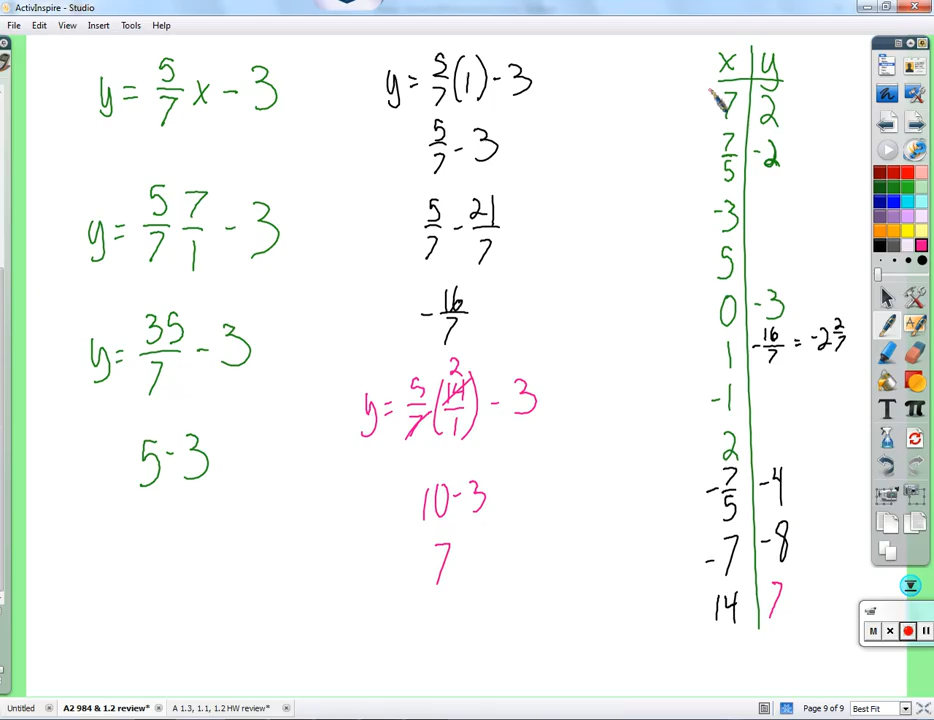 ActivInspire - Studio
File Edit View Insert Tools Help
y = 5/7 x - 3
y = 5/7 7/1 - 3
y = 35/7 - 3
5 - 3
y = 5/7 (1) - 3
5/7 - 3
5/7 - 21/7
- 16/7
y = 5/7 (14/1) - 3
2
10 - 3
7
x y
7 2
7/5 -2
-3
5
0 -3
1 -16/7 = -2 2/7
-1
2
-7/5 -4
-7 -8
14 7
M
Untitled A2 984 & 1.2 review* A 1.3, 1.1, 1.2 HW review* Page 9 of 9 Best Fit